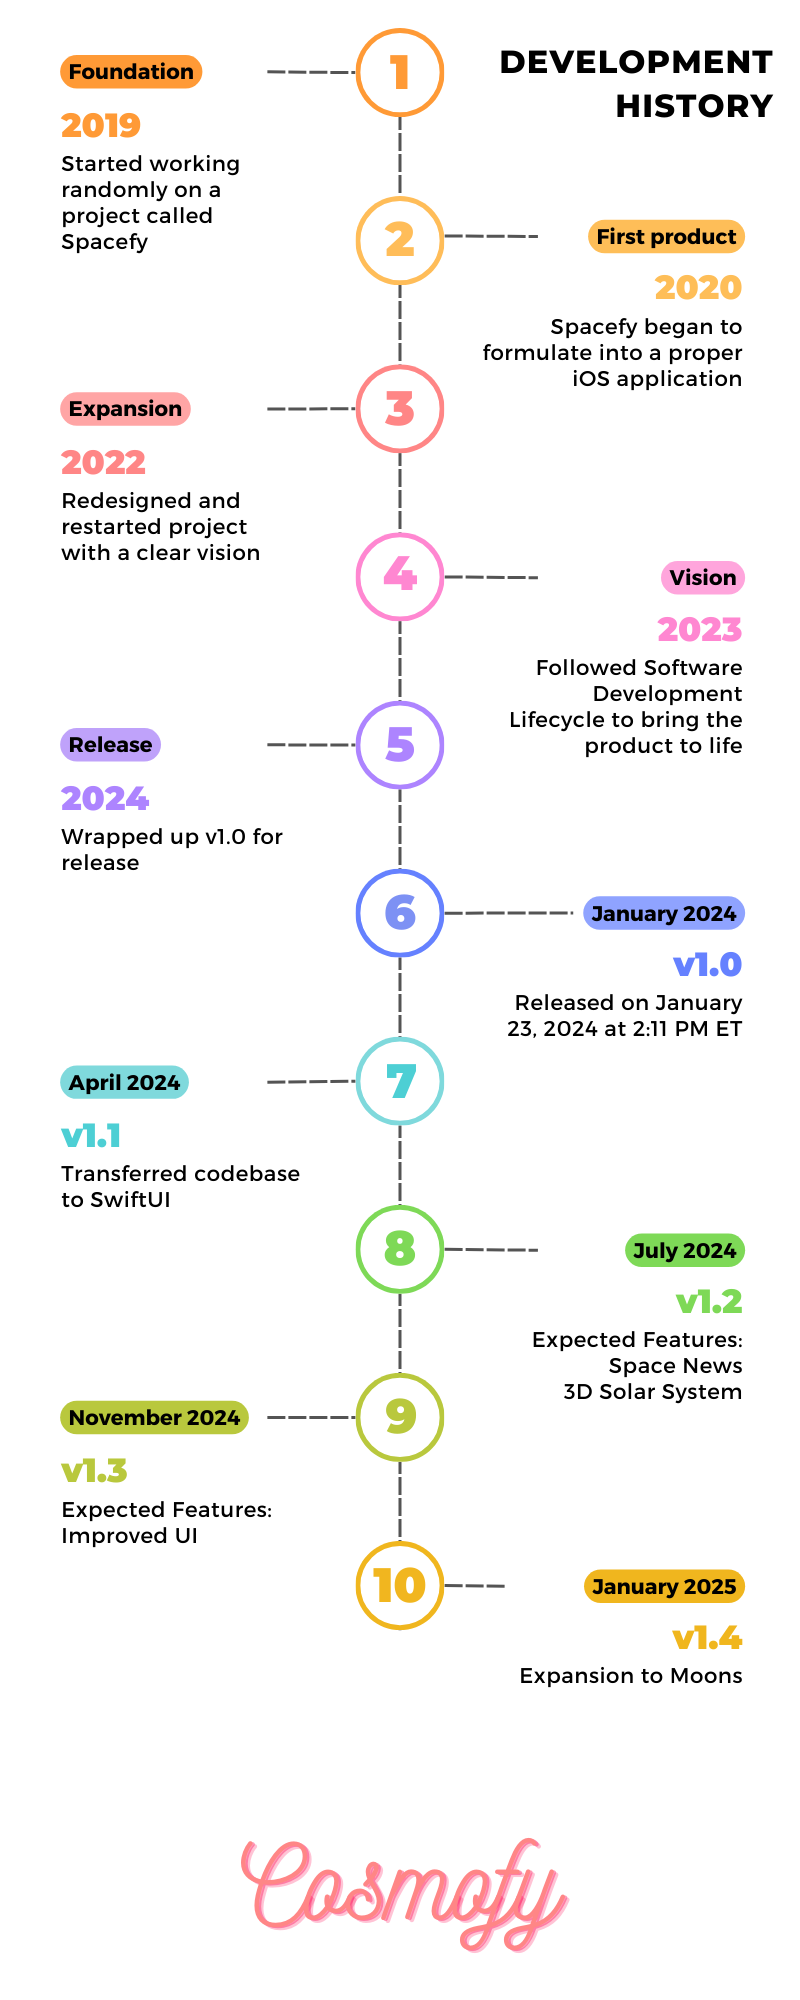 DEVELOPMENT
HISTORY
1
Foundation
2019
Started working
randomly on a
project called
Spacefy
2
First product
2020
Spacefy began to
formulate into a proper
iOS application
3
Expansion
2022
Redesigned and
restarted project
with a clear vision
4
Vision
2023
Followed Software
Development
Lifecycle to bring the
product to life
5
Release
2024
Wrapped up v1.0 for
release
6
January 2024
v1.0
Released on January
23, 2024 at 2:11 PM ET
7
April 2024
v1.1
Transferred codebase
to SwiftUI
8
July 2024
v1.2
Expected Features:
Space News
3D Solar System
9
November 2024
v1.3
Expected Features:
Improved UI
10
January 2025
v1.4
Expansion to Moons
Cosmofy